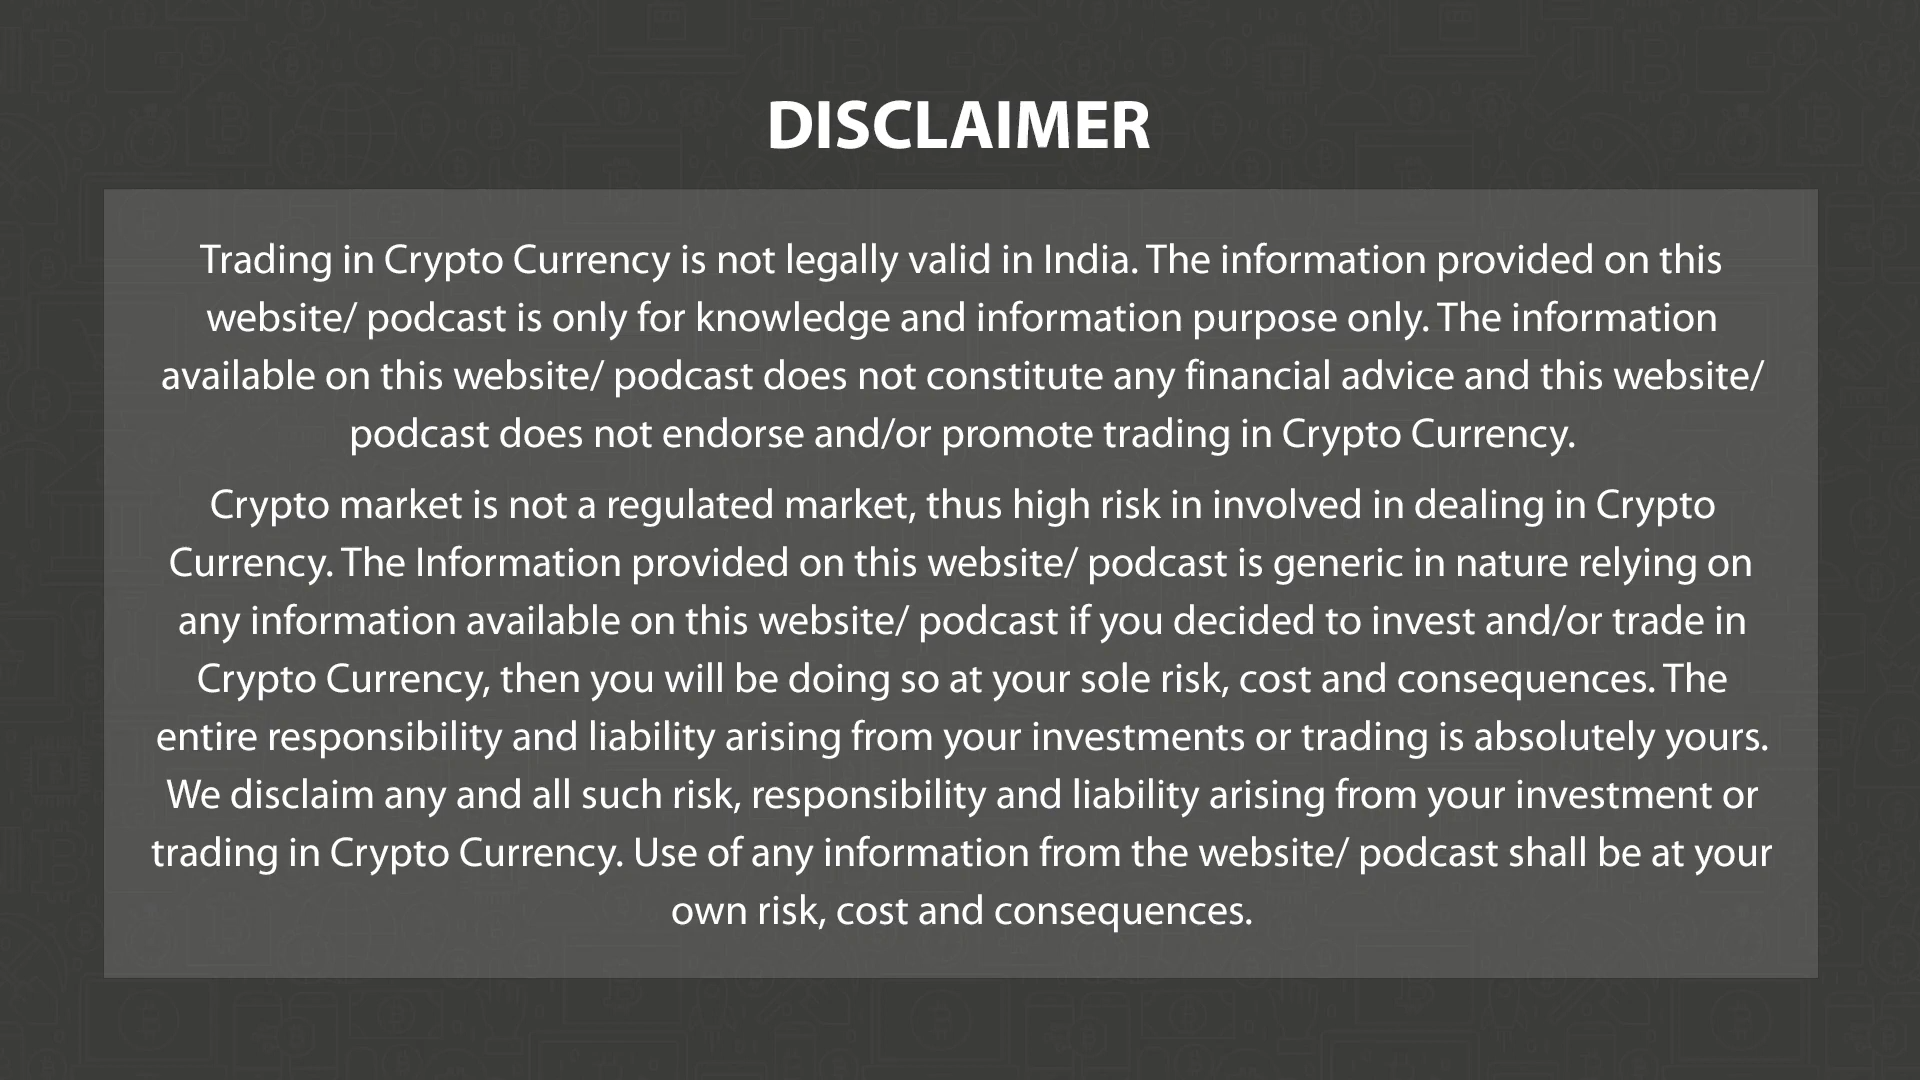 DISCLAIMER
Trading in Crypto Currency is not legally valid in India. The information provided on this
website/ podcast is only for knowledge and information purpose only. The information
available on this website/ podcast does not constitute any financial advice and this website/
podcast does not endorse and/or promote trading in Crypto Currency.
Crypto market is not a regulated market, thus high risk in involved in dealing in Crypto
Currency. The Information provided on this website/ podcast is generic in nature relying on
any information available on this website/ podcast if you decided to invest and/or trade in
Crypto Currency, then you will be doing so at your sole risk, cost and consequences. The
entire responsibility and liability arising from your investments or trading is absolutely yours.
We disclaim any and all such risk, responsibility and liability arising from your investment or
trading in Crypto Currency. Use of any information from the website/ podcast shall be at your
own risk, cost and consequences.